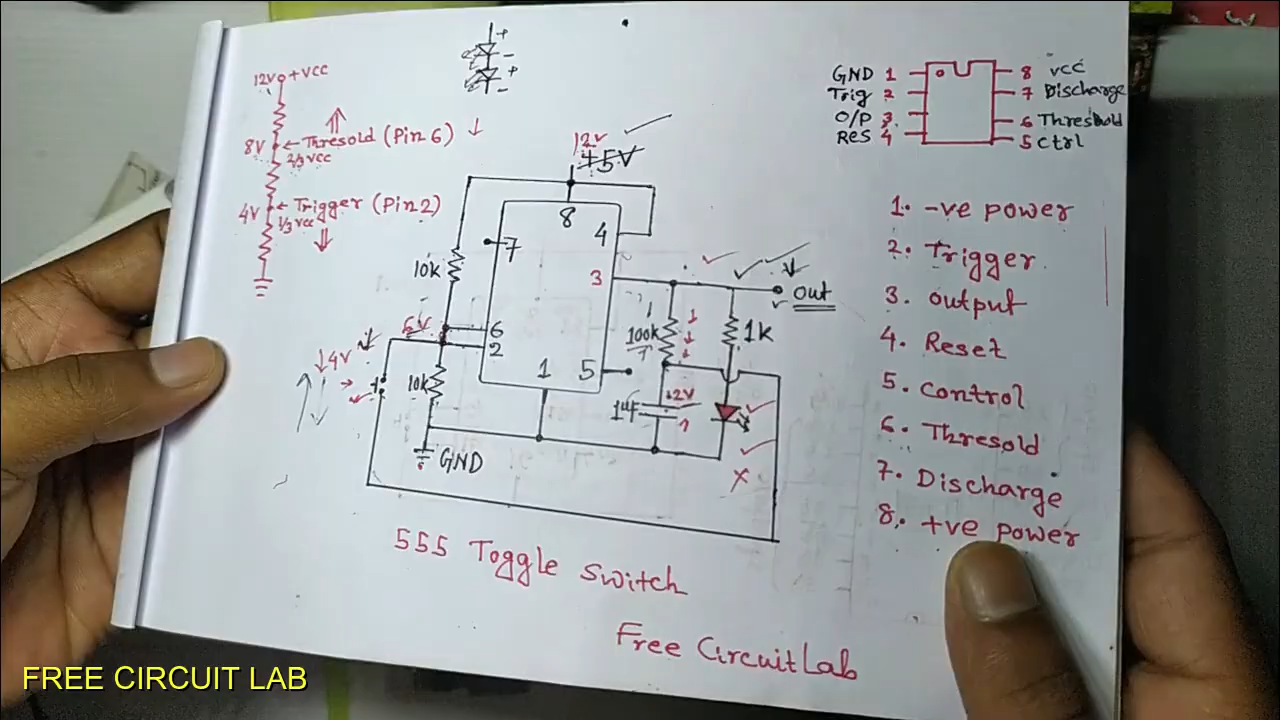 12V +VCC
8V ← Thresold (Pin 6)
2/3 VCC
4V ← Trigger (Pin 2)
1/3 VCC
+
-
+
-
GND 1
Trig 2
O/P 3
RES 4
8 VCC
7 Discharge
6 Threshold
5 Ctrl
12V
+5V
8
4
7
3
10k
6V
6
2
1
5
Out
100k
1k
4V
10k
12V
GND
1. -ve power
2. Trigger
3. output
4. Reset
5. control
6. Thresold
7. Discharge
8. +ve power
555 Toggle Switch
Free CircuitLab
FREE CIRCUIT LAB